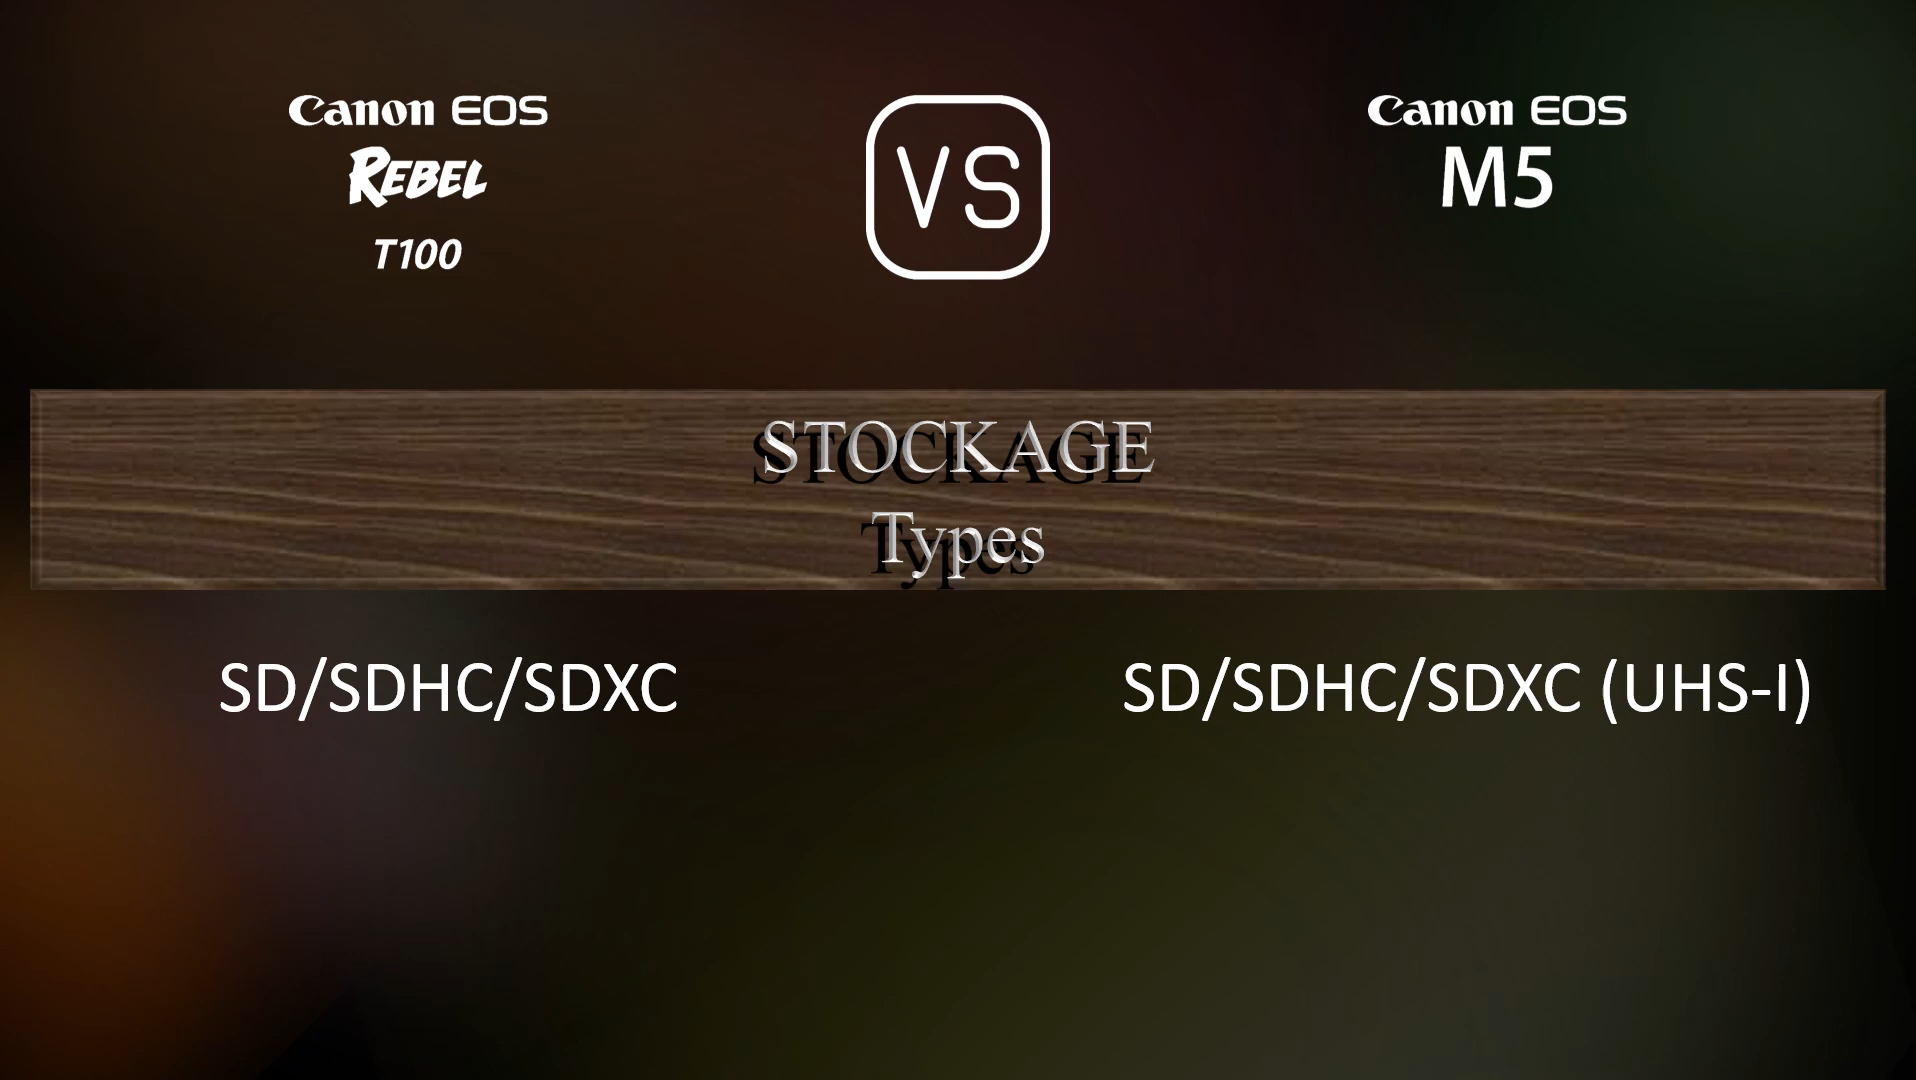 Canon EOS
REBEL
T100
VS
Canon EOS
M5
STOCKAGE
Types
SD/SDHC/SDXC
SD/SDHC/SDXC (UHS-I)